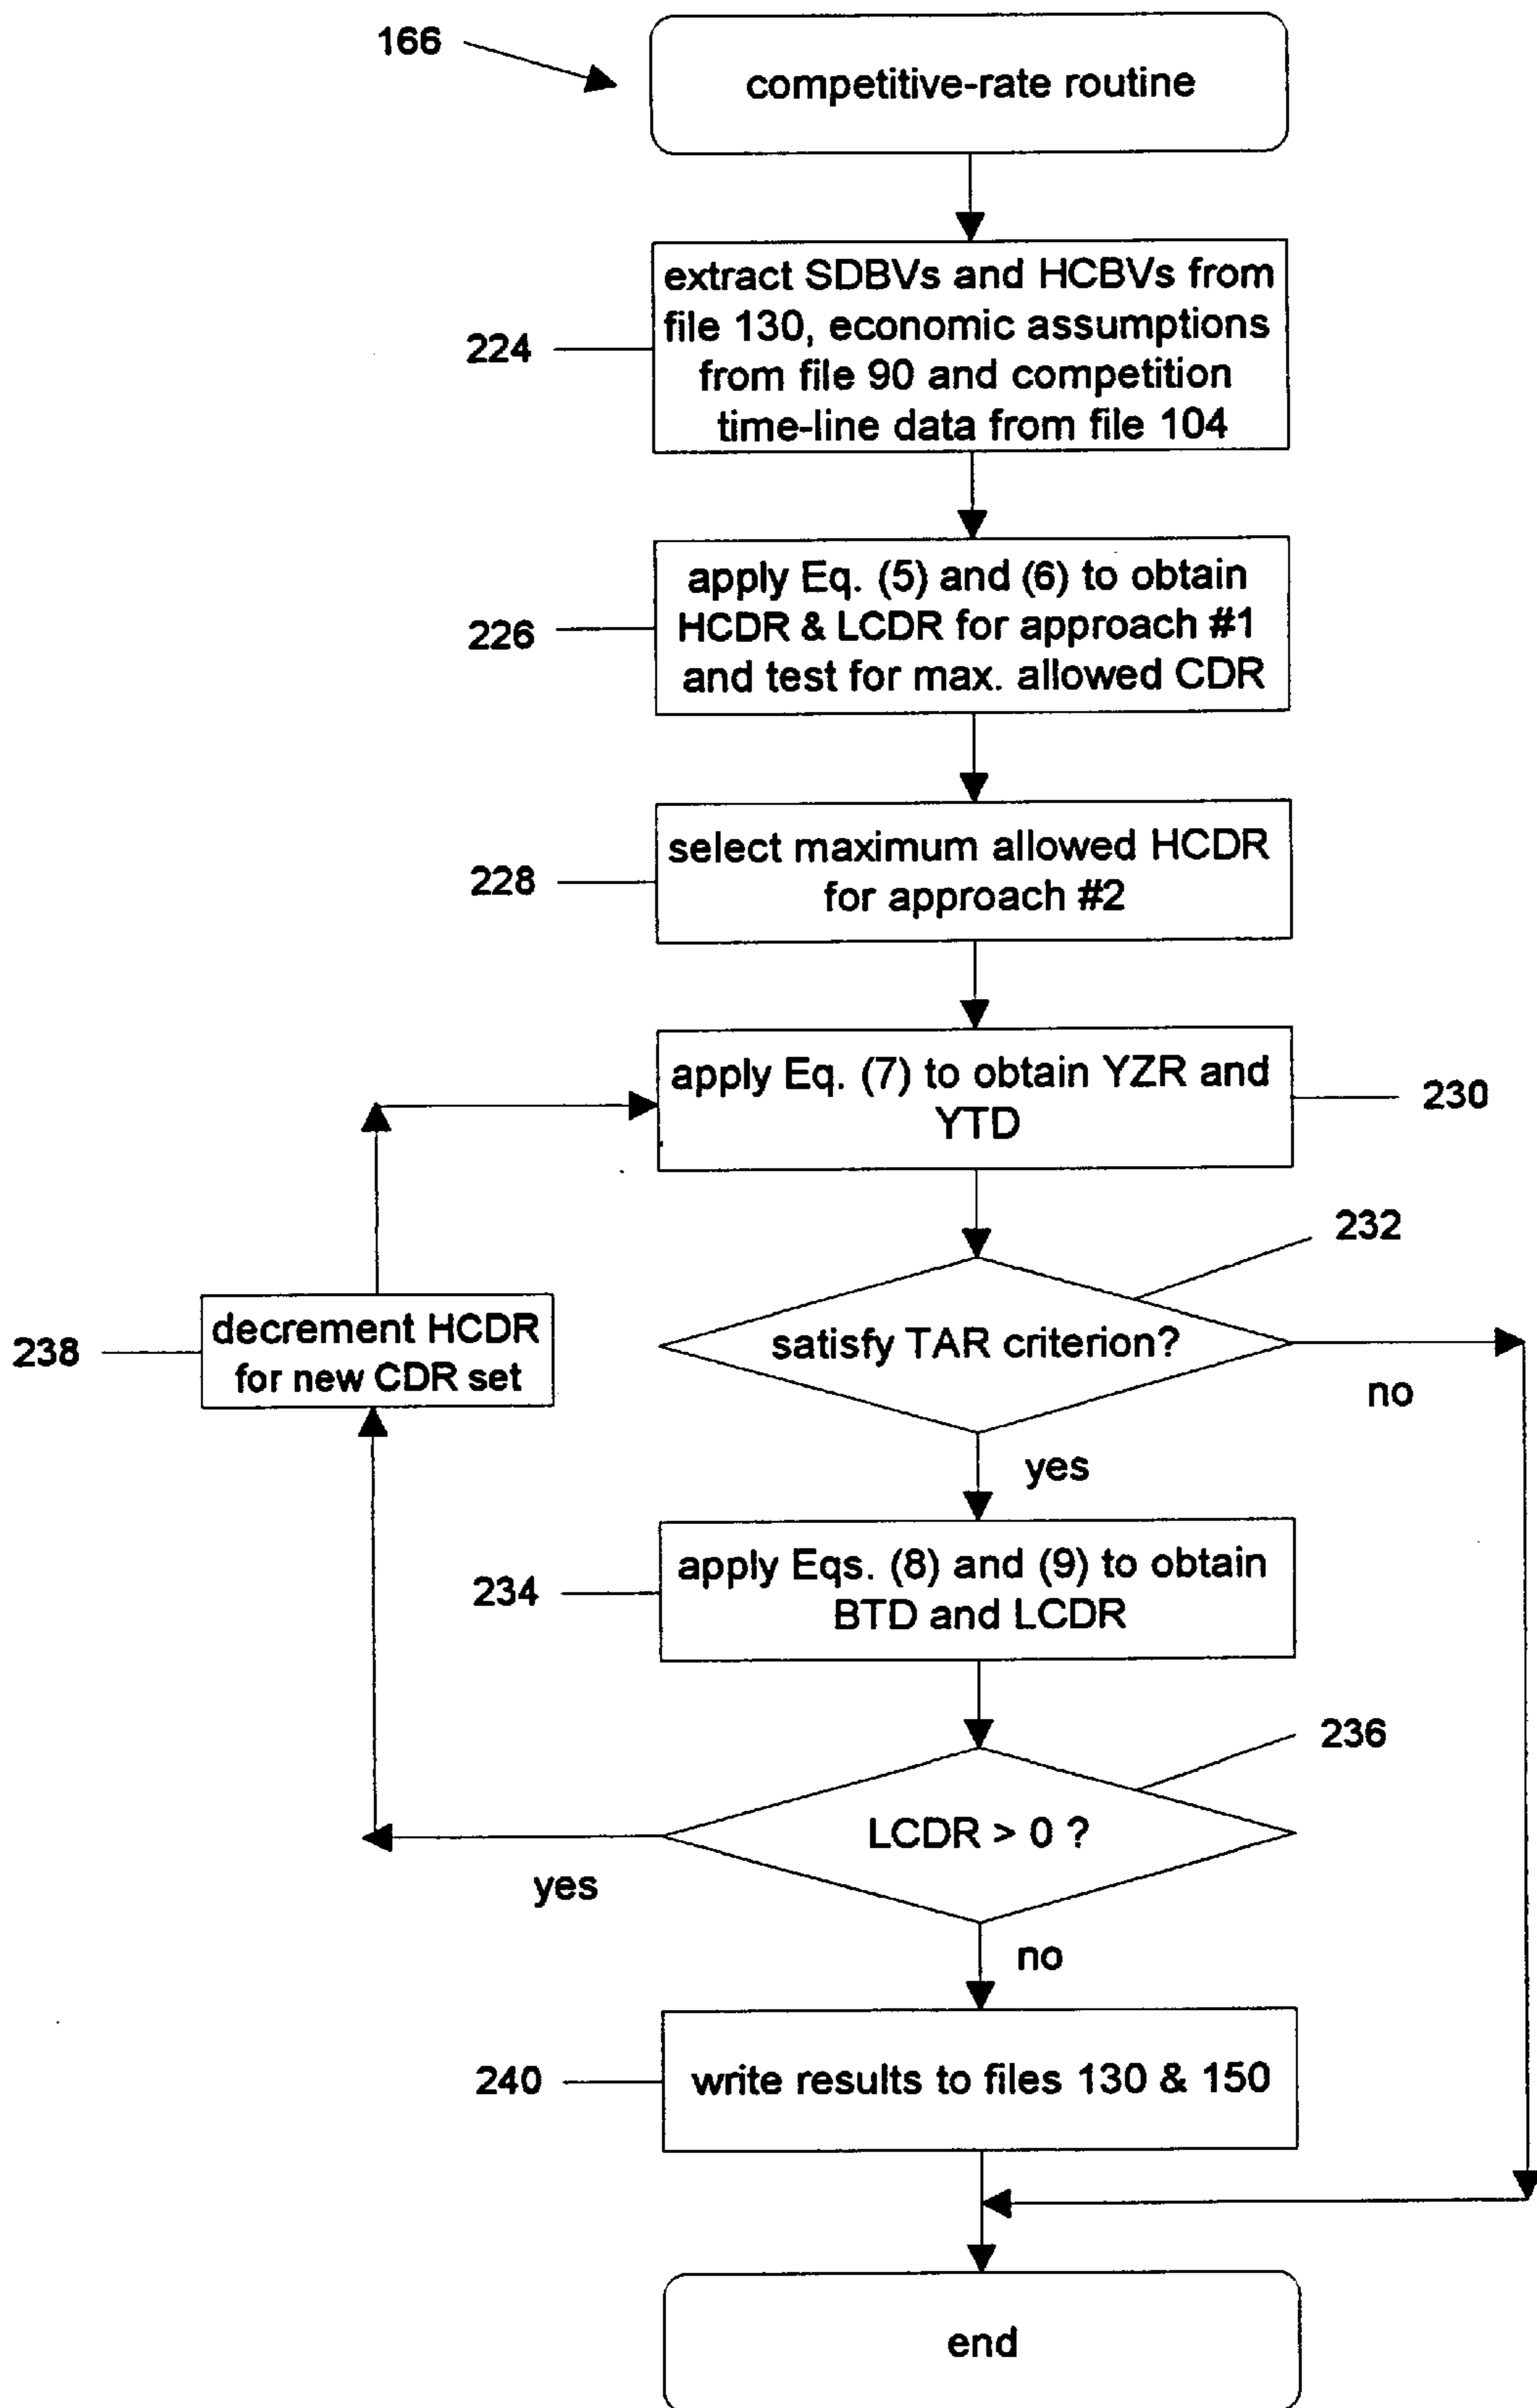 166
competitive-rate routine
224
extract SDBVs and HCBVs from
file 130, economic assumptions
from file 90 and competition
time-line data from file 104
226
apply Eq. (5) and (6) to obtain
HCDR & LCDR for approach #1
and test for max. allowed CDR
228
select maximum allowed HCDR
for approach #2
apply Eq. (7) to obtain YZR and
YTD
230
232
238
decrement HCDR
for new CDR set
satisfy TAR criterion?
no
yes
234
apply Eqs. (8) and (9) to obtain
BTD and LCDR
236
LCDR > 0 ?
yes
no
240
write results to files 130 & 150
end